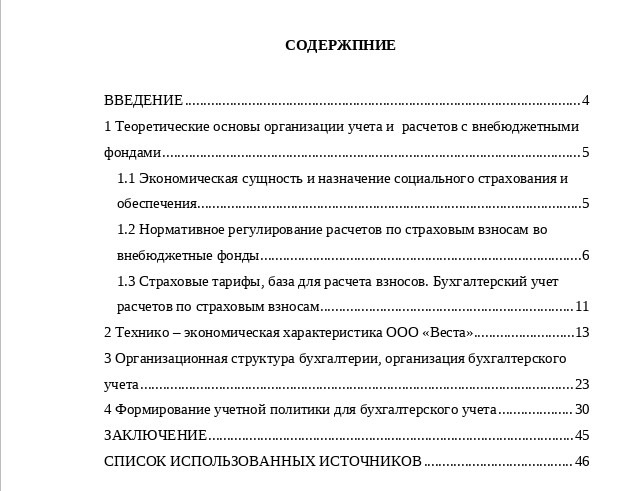 СОДЕРЖПНИЕ
ВВЕДЕНИЕ........................................................................................................4
1 Теоретические основы организации учета и  расчетов с внебюджетными
фондами...............................................................................................................5
1.1 Экономическая сущность и назначение социального страхования и
обеспечения......................................................................................................5
1.2 Нормативное регулирование расчетов по страховым взносам во
внебюджетные фонды.....................................................................................6
1.3 Страховые тарифы, база для расчета взносов. Бухгалтерский учет
расчетов по страховым взносам...................................................................11
2 Технико – экономическая характеристика ООО «Веста»...........................13
3 Организационная структура бухгалтерии, организация бухгалтерского
учета...................................................................................................................23
4 Формирование учетной политики для бухгалтерского учета....................30
ЗАКЛЮЧЕНИЕ.................................................................................................45
СПИСОК ИСПОЛЬЗОВАННЫХ ИСТОЧНИКОВ........................................46